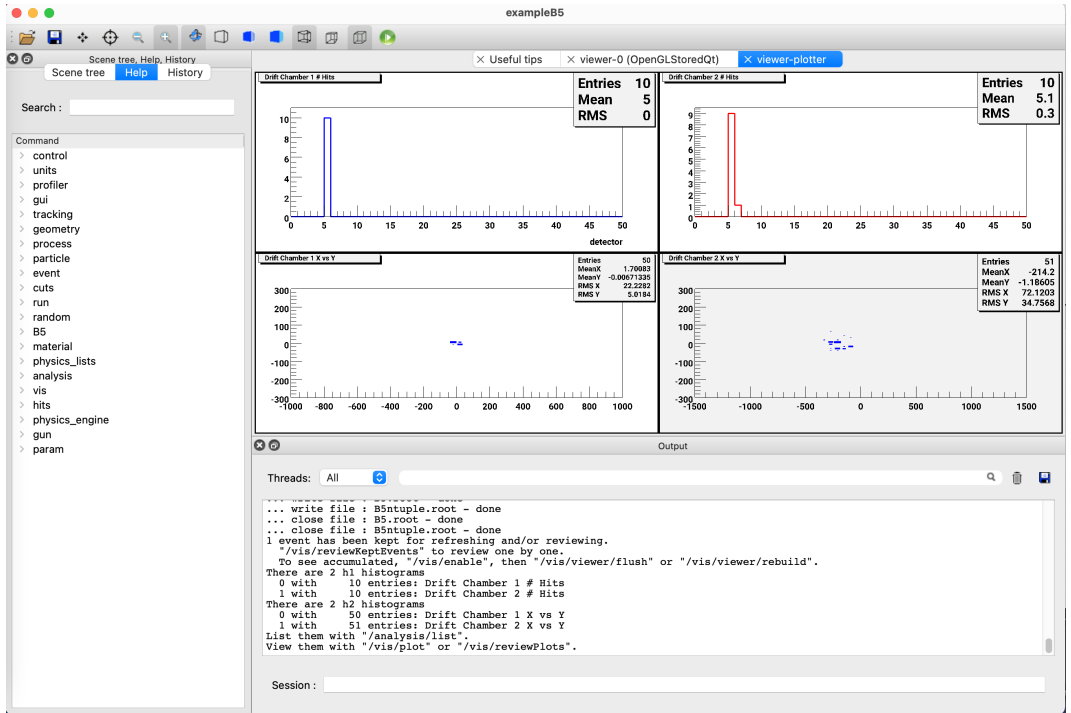 exampleB5
Scene tree, Help, History
Scene tree Help History
Search :
Command
control
units
profiler
gui
tracking
geometry
process
particle
event
cuts
run
random
B5
material
physics_lists
analysis
vis
hits
physics_engine
gun
param
Useful tips viewer-0 (OpenGLStoredQt) viewer-plotter
Drift Chamber 1 # Hits
Entries 10
Mean 5
RMS 0
10
8
6
4
2
0
0 5 10 15 20 25 30 35 40 45 50
detector
Drift Chamber 2 # Hits
Entries 10
Mean 5.1
RMS 0.3
9
8
7
6
5
4
3
2
1
0
0 5 10 15 20 25 30 35 40 45 50
Drift Chamber 1 X vs Y
Entries 50
MeanX 1.70083
MeanY -0.00671335
RMS X 22.2282
RMS Y 5.0184
300
200
100
0
-100
-200
-300
-1000 -800 -600 -400 -200 0 200 400 600 800 1000
Drift Chamber 2 X vs Y
Entries 51
MeanX -214.2
MeanY -1.18605
RMS X 72.1203
RMS Y 34.7568
300
200
100
0
-100
-200
-300
-1500 -1000 -500 0 500 1000 1500
Output
Threads: All
... write file : B5ntuple.root - done
... close file : B5.root - done
... close file : B5ntuple.root - done
1 event has been kept for refreshing and/or reviewing.
"/vis/reviewKeptEvents" to review one by one.
To see accumulated, "/vis/enable", then "/vis/viewer/flush" or "/vis/viewer/rebuild".
There are 2 h1 histograms
0 with 10 entries: Drift Chamber 1 # Hits
1 with 10 entries: Drift Chamber 2 # Hits
There are 2 h2 histograms
0 with 50 entries: Drift Chamber 1 X vs Y
1 with 51 entries: Drift Chamber 2 X vs Y
List them with "/analysis/list".
View them with "/vis/plot" or "/vis/reviewPlots".
Session :